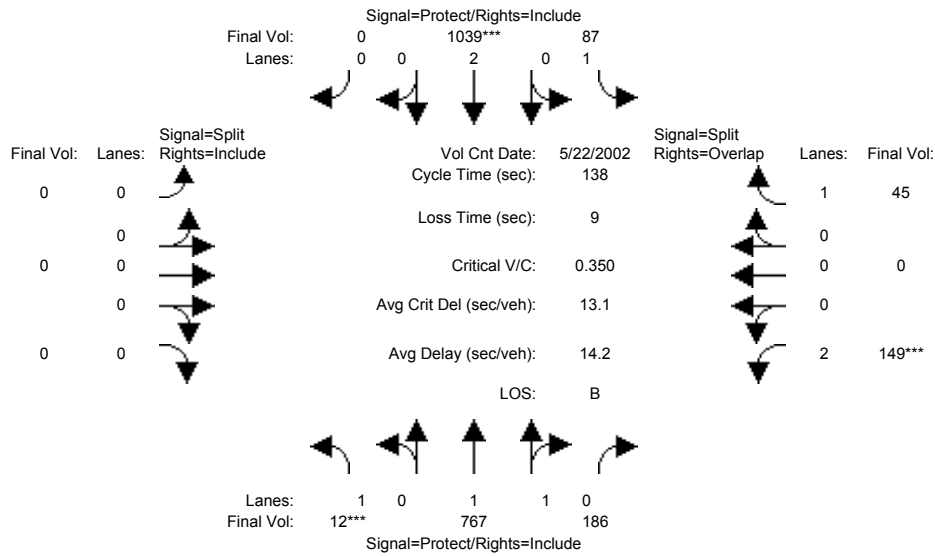 Signal=Protect/Rights=Include
Final Vol: 0 1039*** 87
Lanes: 0 0 2 0 1
Signal=Split
Rights=Include
Final Vol: Lanes:
Vol Cnt Date: 5/22/2002
Signal=Split
Rights=Overlap
Lanes: Final Vol:
Cycle Time (sec): 138
0 0
1 45
Loss Time (sec): 9
0
0
0 0
Critical V/C: 0.350
0 0
0
Avg Crit Del (sec/veh): 13.1
0
0 0
Avg Delay (sec/veh): 14.2
2 149***
LOS: B
Lanes: 1 0 1 1 0
Final Vol: 12*** 767 186
Signal=Protect/Rights=Include